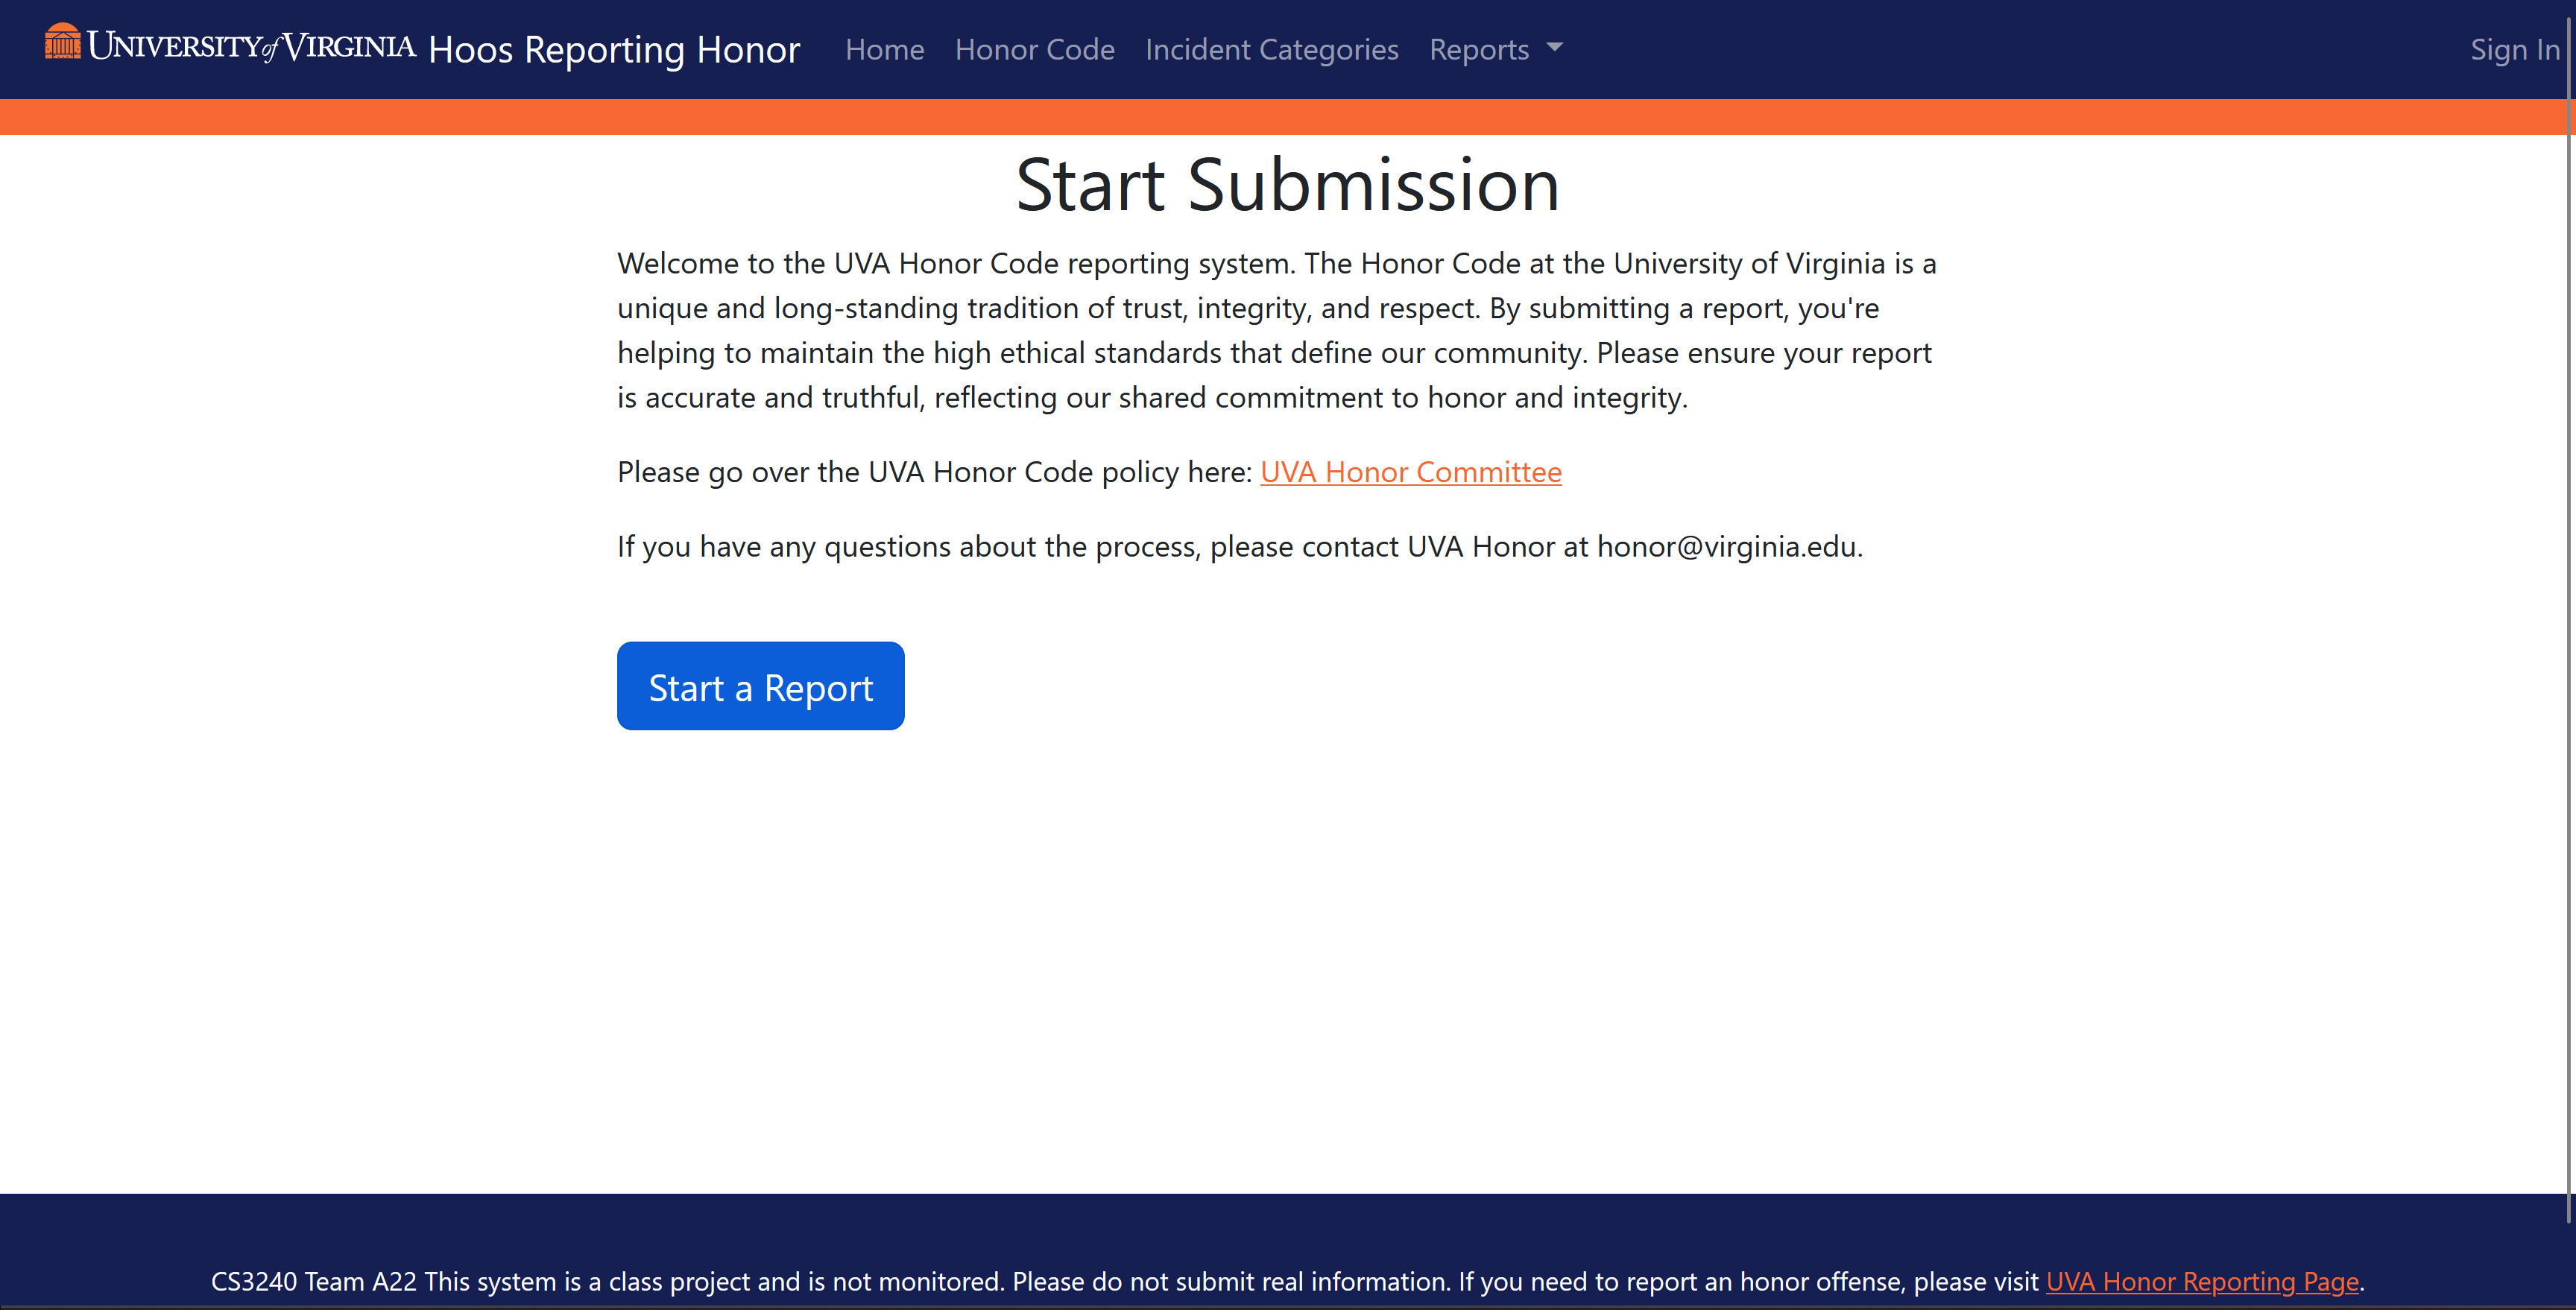 UNIVERSITY of VIRGINIA Hoos Reporting Honor Home Honor Code Incident Categories Reports Sign In
Start Submission
Welcome to the UVA Honor Code reporting system. The Honor Code at the University of Virginia is a
unique and long-standing tradition of trust, integrity, and respect. By submitting a report, you're
helping to maintain the high ethical standards that define our community. Please ensure your report
is accurate and truthful, reflecting our shared commitment to honor and integrity.
Please go over the UVA Honor Code policy here: UVA Honor Committee
If you have any questions about the process, please contact UVA Honor at honor@virginia.edu.
Start a Report
CS3240 Team A22 This system is a class project and is not monitored. Please do not submit real information. If you need to report an honor offense, please visit UVA Honor Reporting Page.